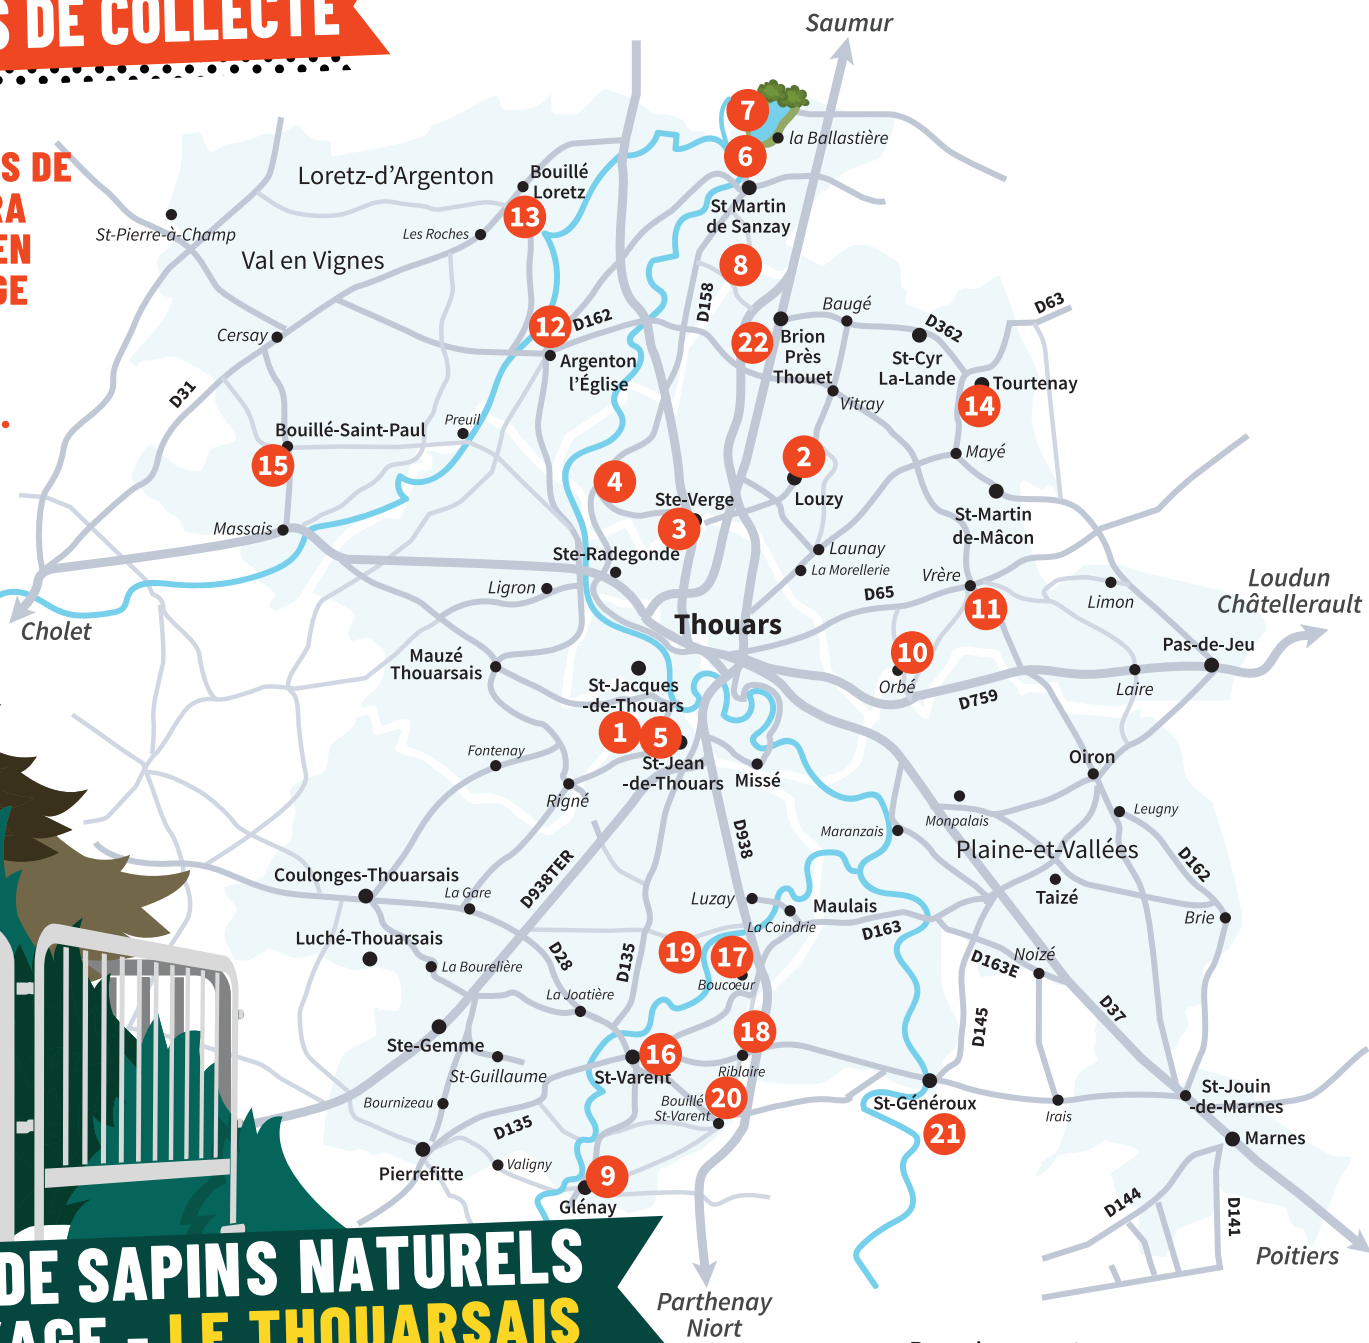 S DE COLLECTE
S DE
RA
EN
GE
.
Saumur
7
la Ballastière
6
St Martin
de Sanzay
Loretz-d'Argenton
Bouillé
Loretz
13
St-Pierre-à-Champ
Les Roches
Val en Vignes
8
D158
Baugé
D63
D362
Cersay
12
D162
Argenton
l'Église
22
Brion
Près
Thouet
St-Cyr
La-Lande
Tourtenay
14
Vitray
D31
Bouillé-Saint-Paul
15
Preuil
Mayé
2
Louzy
4
Ste-Verge
3
St-Martin
de-Mâcon
Massais
Ste-Radegonde
Launay
La Morellerie
Vrère
Ligron
D65
11
Limon
Loudun
Châtellerault
Cholet
Thouars
Mauzé
Thouarsais
10
Orbé
Pas-de-Jeu
Laire
D759
St-Jacques
-de-Thouars
1
5
St-Jean
-de-Thouars
Missé
Fontenay
Rigné
Oiron
Leugny
Monpalais
Maranzais
Plaine-et-Vallées
D938
D162
Taizé
Coulonges-Thouarsais
La Gare
D938TER
Luzay
Maulais
La Coindrie
D163
Brie
Luché-Thouarsais
La Bourelière
D28
D135
19
17
Boucœur
D163E
Noizé
La Joatière
D37
D145
18
Riblaire
Ste-Gemme
St-Guillaume
16
St-Varent
Bournizeau
Bouillé
St-Varent
20
St-Généroux
21
Irais
St-Jouin
-de-Marnes
Marnes
D135
Pierrefitte
Valigny
9
Glénay
D144
D141
Poitiers
Parthenay
Niort
DE SAPINS NATURELS
YAGE - LE THOUARSAIS